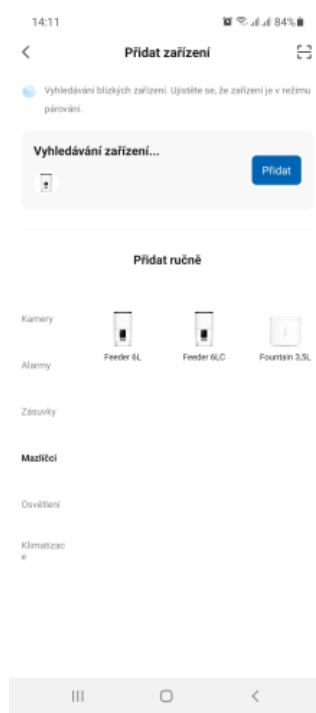 14:11
84%
Přidat zařízení
Vyhledávání blízkých zařízení. Ujistěte se, že zařízení je v režimu
párování.
Vyhledávání zařízení...
Přidat
Přidat ručně
Kamery
Feeder 6L
Feeder 6LC
Fountain 3,5L
Alarmy
Zásuvky
Mazlíčci
Osvětlení
Klimatizac
e